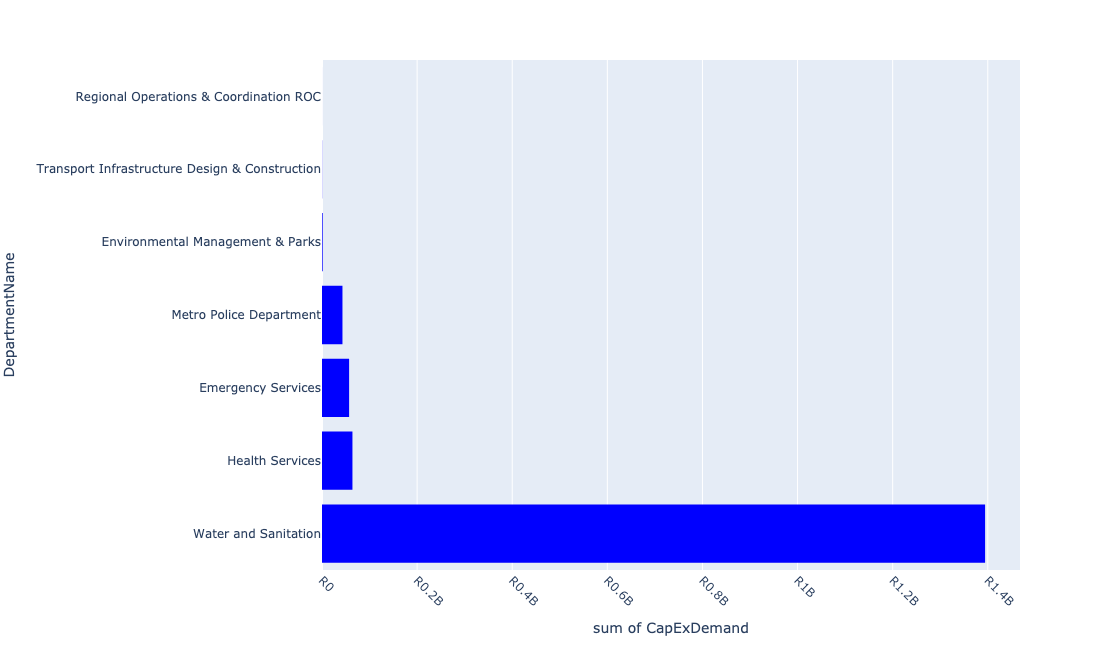 Regional Operations & Coordination ROC
Transport Infrastructure Design & Construction
Environmental Management & Parks
Metro Police Department
Emergency Services
Health Services
Water and Sanitation
DepartmentName
R0
R0.2B
R0.4B
R0.6B
R0.8B
R1B
R1.2B
R1.4B
sum of CapExDemand